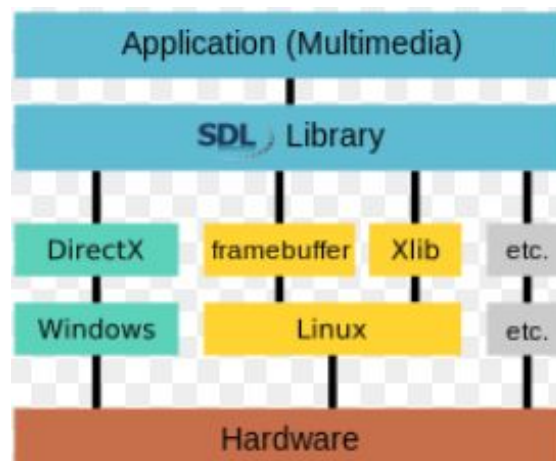 Application (Multimedia)
SDL Library
DirectX framebuffer Xlib etc.
Windows Linux etc.
Hardware